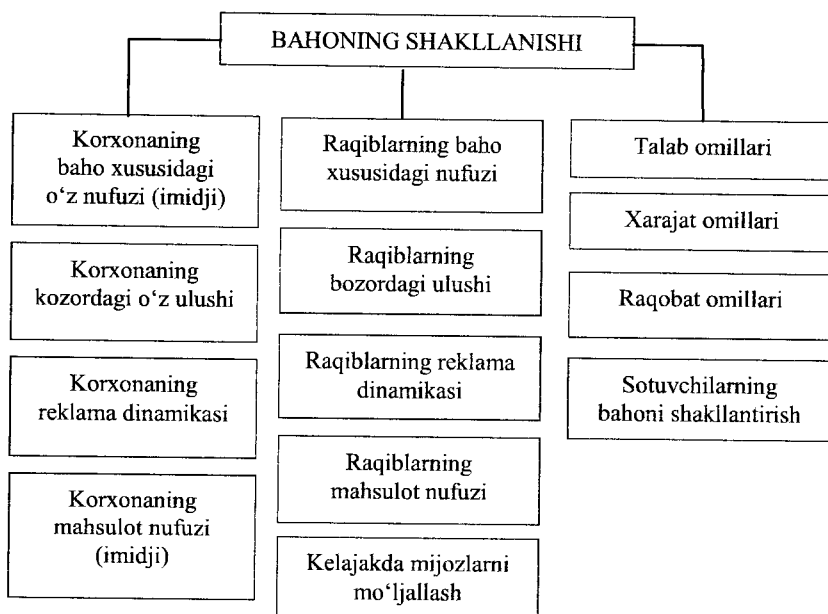 BAHONING SHAKLLANISHI
Korxonaning
baho xususidagi
o‘z nufuzi (imidji)
Korxonaning
kozordagi o‘z ulushi
Korxonaning
reklama dinamikasi
Korxonaning
mahsulot nufuzi
(imidji)
Raqiblarning baho
xususidagi nufuzi
Raqiblarning
bozordagi ulushi
Raqiblarning reklama
dinamikasi
Raqiblarning
mahsulot nufuzi
Kelajakda mijozlarni
mo‘ljallash
Talab omillari
Xarajat omillari
Raqobat omillari
Sotuvchilarning
bahoni shakllantirish